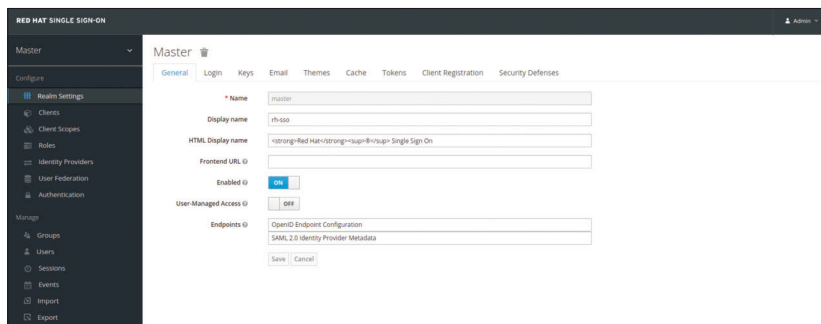 RED HAT SINGLE SIGN-ON
Admin
Master
Configure
Realm Settings
Clients
Client Scopes
Roles
Identity Providers
User Federation
Authentication
Manage
Groups
Users
Sessions
Events
Import
Export
Master
General Login Keys Email Themes Cache Tokens Client Registration Security Defenses
* Name master
Display name rh-sso
HTML Display name <strong>Red Hat</strong><sup>®</sup> Single Sign On
Frontend URL
Enabled ON
User-Managed Access OFF
Endpoints OpenID Endpoint Configuration
SAML 2.0 Identity Provider Metadata
Save Cancel